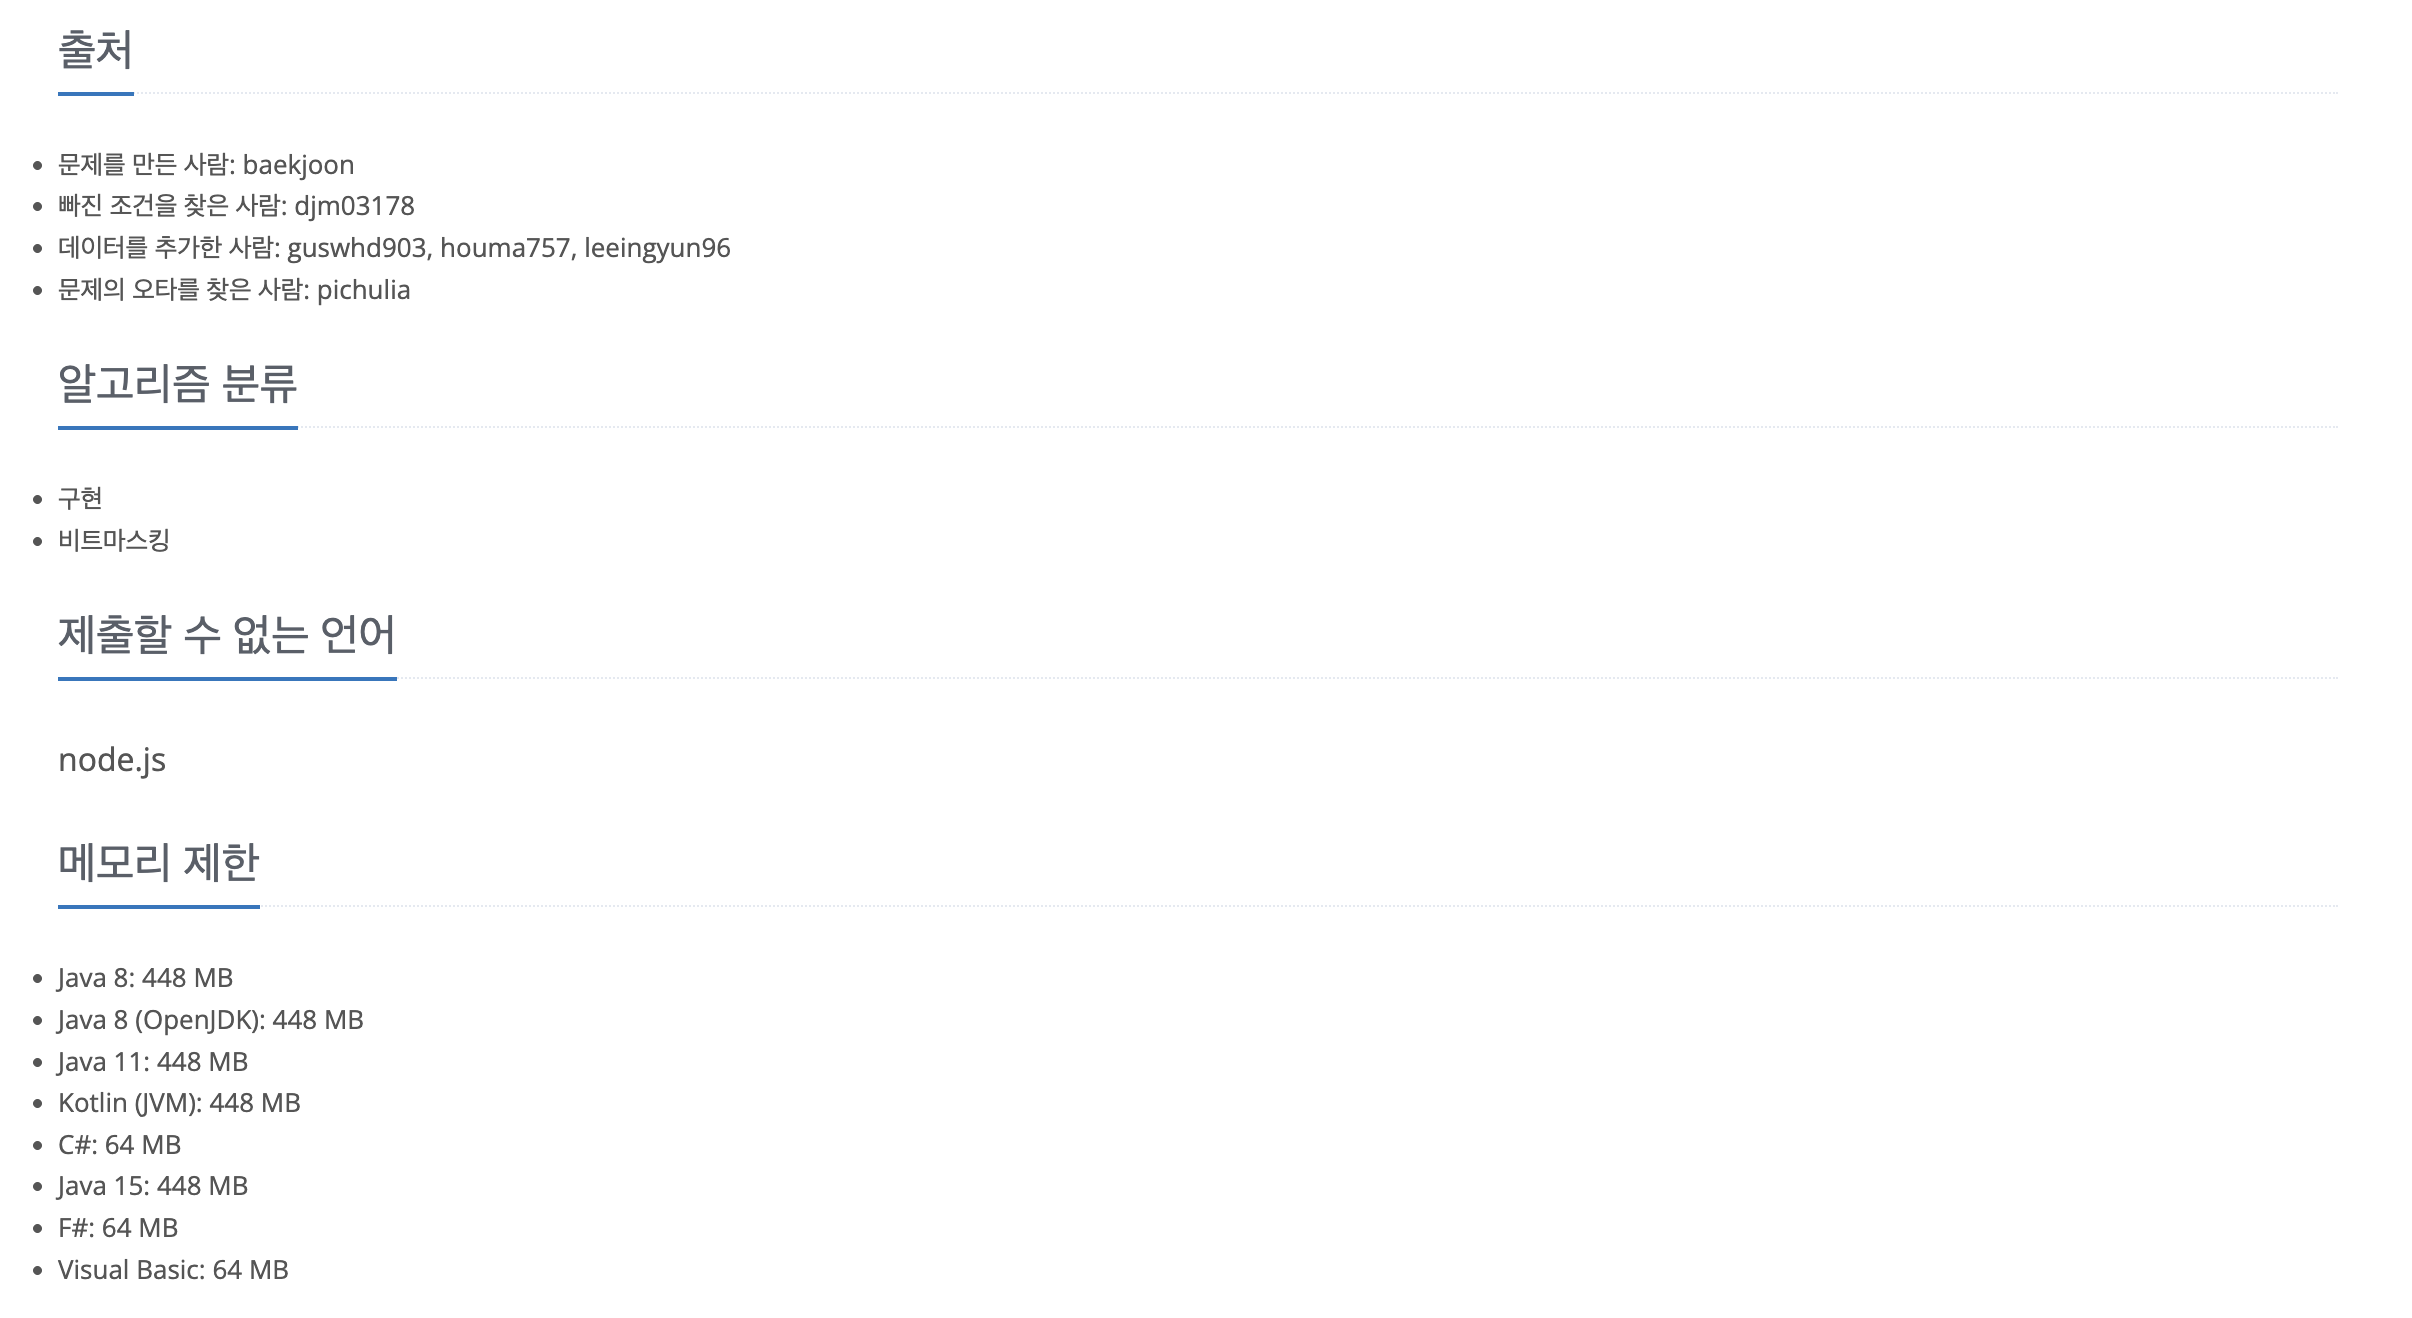 출처
문제를 만든 사람: baekjoon
빠진 조건을 찾은 사람: djm03178
데이터를 추가한 사람: guswhd903, houma757, leeingyun96
문제의 오타를 찾은 사람: pichulia
알고리즘 분류
구현
비트마스킹
제출할 수 없는 언어
node.js
메모리 제한
Java 8: 448 MB
Java 8 (OpenJDK): 448 MB
Java 11: 448 MB
Kotlin (JVM): 448 MB
C#: 64 MB
Java 15: 448 MB
F#: 64 MB
Visual Basic: 64 MB